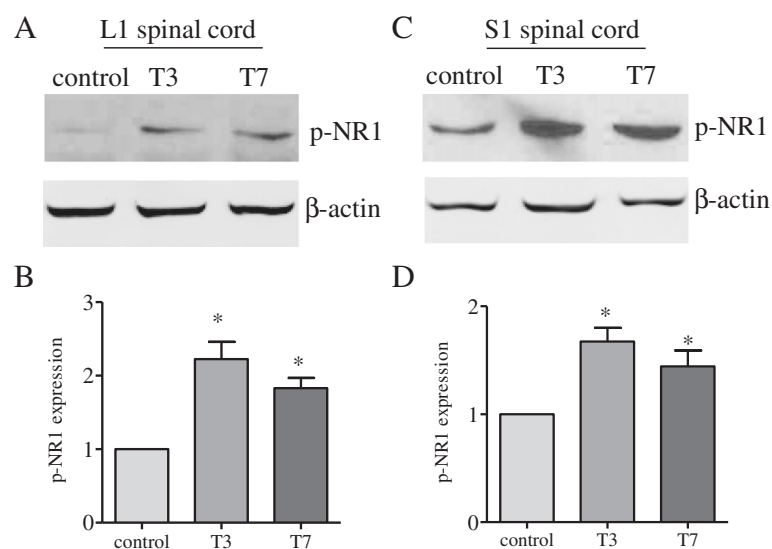 A
L1 spinal cord
control T3 T7
p-NR1
β-actin
B
3
2
1
0
p-NR1 expression
*
*
control T3 T7
C
S1 spinal cord
control T3 T7
p-NR1
β-actin
D
2
1
0
p-NR1 expression
*
*
control T3 T7